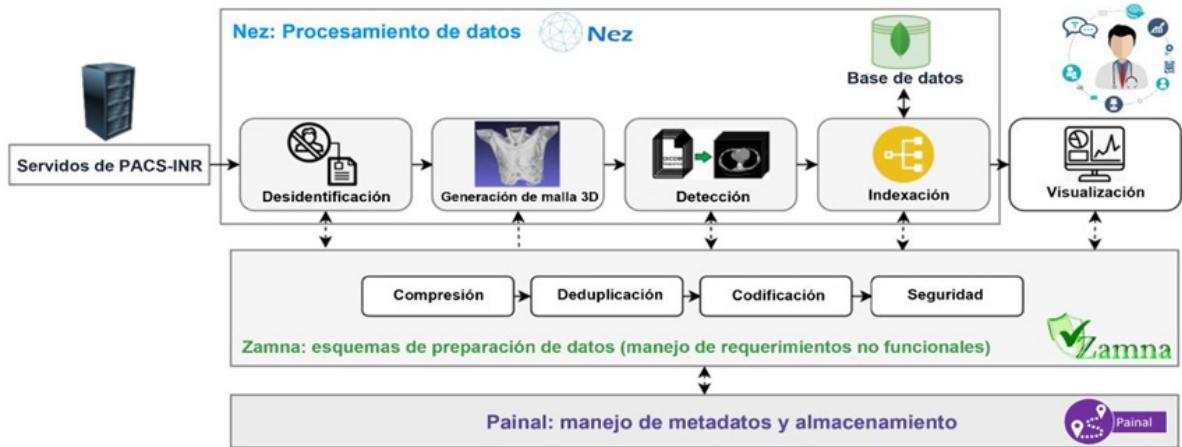 Nez: Procesamiento de datos
Nez
Base de datos
Servidos de PACS-INR
Desidentificación
Generación de malla 3D
DICOM
Detección
Indexación
Visualización
Compresión
Deduplicación
Codificación
Seguridad
Zamna: esquemas de preparación de datos (manejo de requerimientos no funcionales)
Zamna
Painal: manejo de metadatos y almacenamiento
Painal